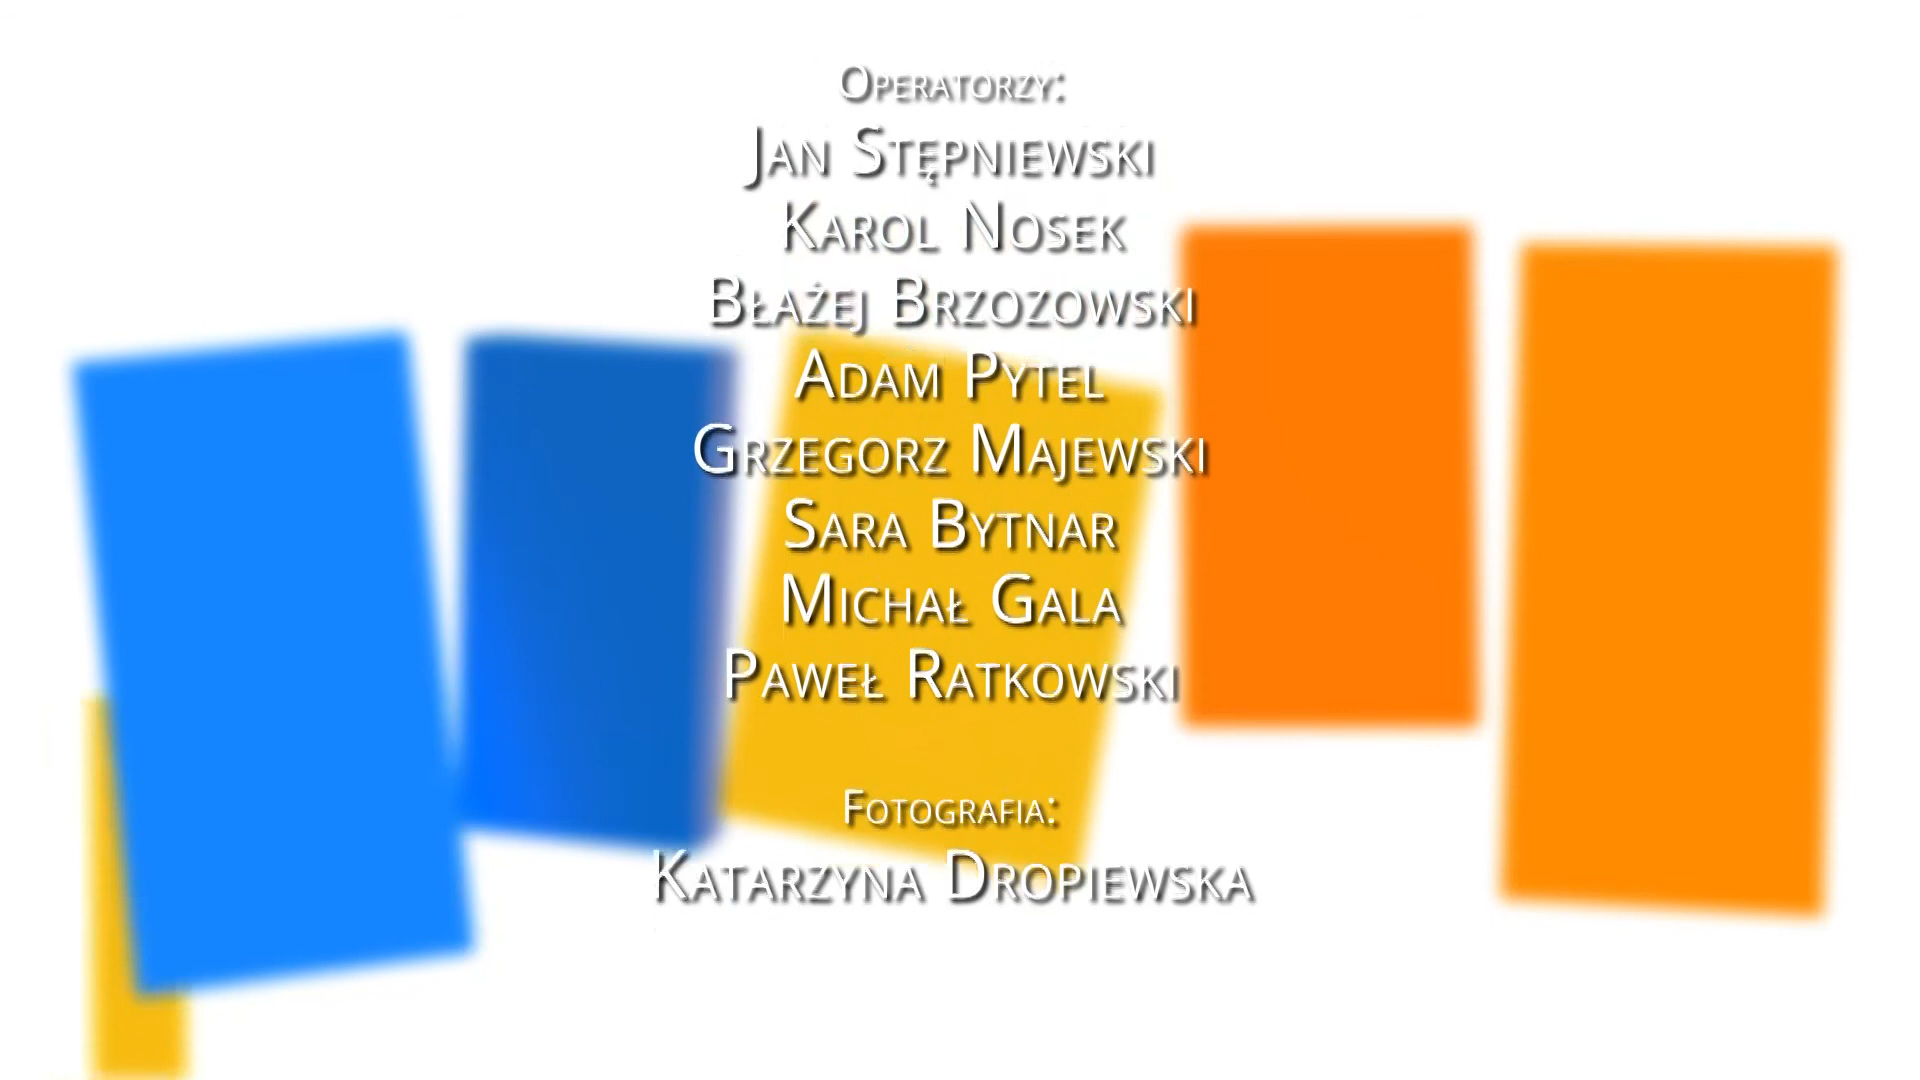 Operatorzy:
Jan Stępniewski
Karol Nosek
Błażej Brzozowski
Adam Pytel
Grzegorz Majewski
Sara Bytnar
Michał Gala
Paweł Ratkowski
Fotografia:
Katarzyna Dropiewska